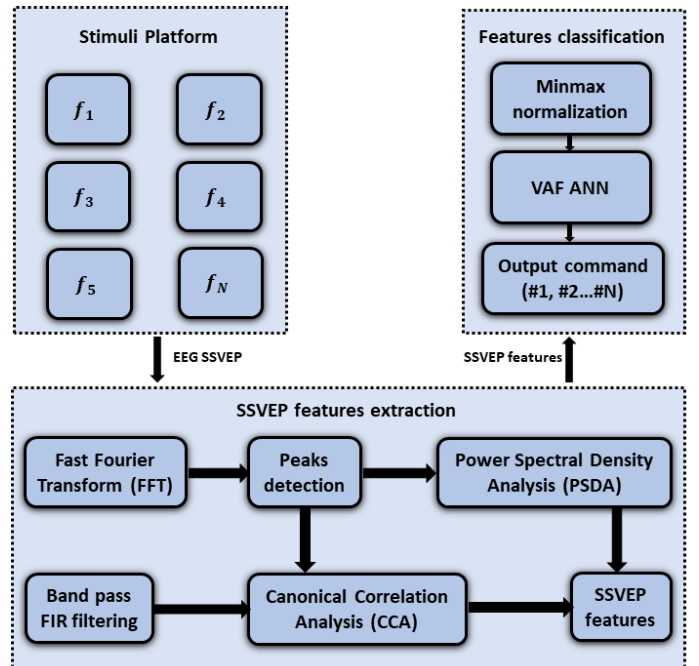 Stimuli Platform
f₁
f₂
f₃
f₄
f₅
f_N
Features classification
Minmax
normalization
VAF ANN
Output command
(#1, #2...#N)
EEG SSVEP
SSVEP features
SSVEP features extraction
Fast Fourier
Transform (FFT)
Peaks
detection
Power Spectral Density
Analysis (PSDA)
Band pass
FIR filtering
Canonical Correlation
Analysis (CCA)
SSVEP
features